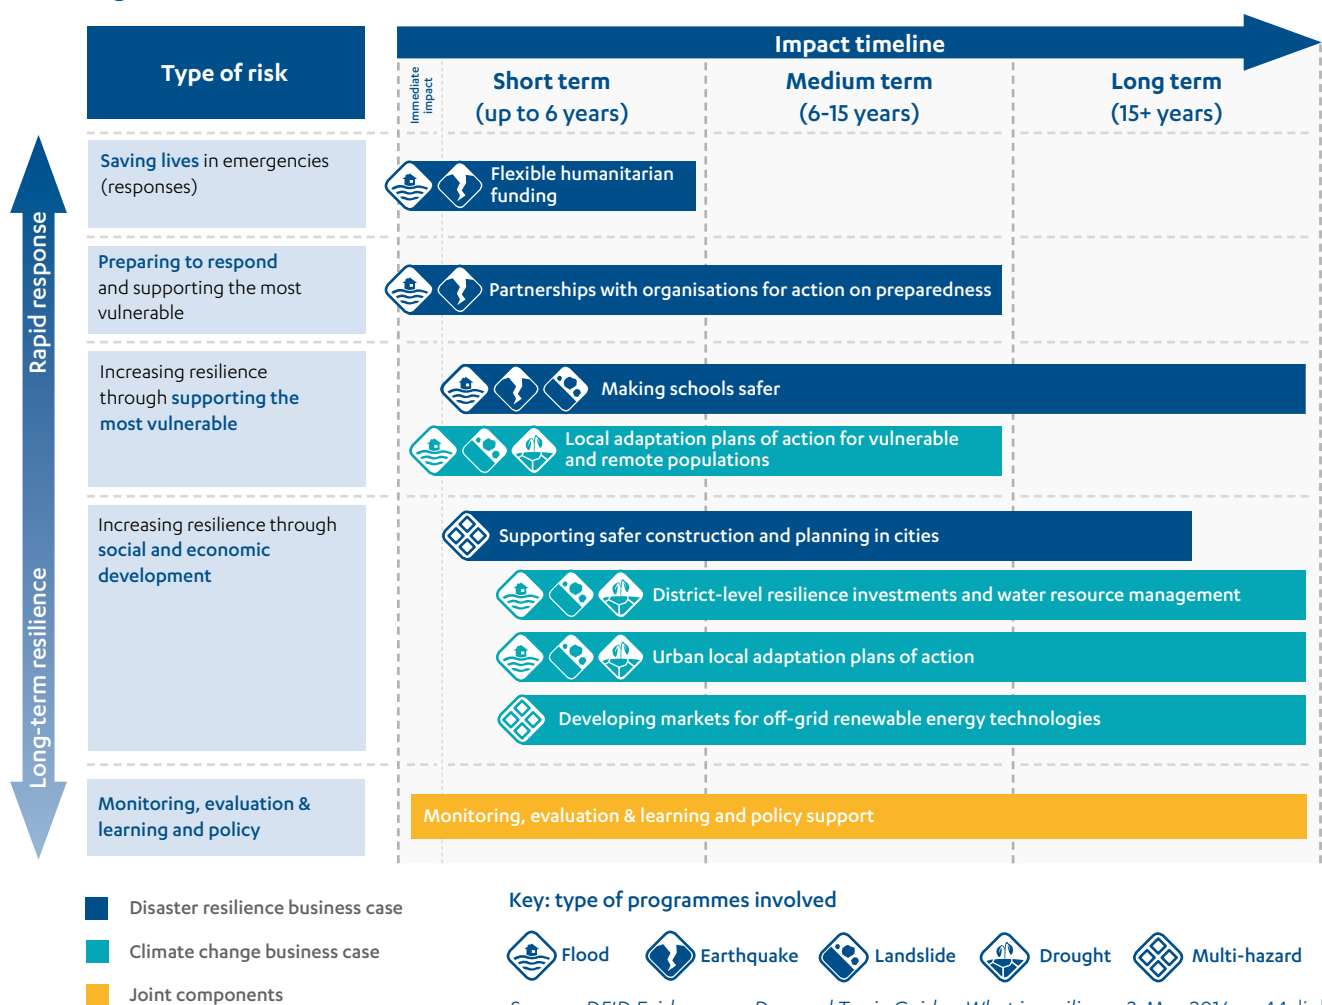 Type of risk
Impact timeline
Immediate
impact
Short term
(up to 6 years)
Medium term
(6-15 years)
Long term
(15+ years)
Rapid response
Long-term resilience
Saving lives in emergencies
(responses)
Flexible humanitarian
funding
Preparing to respond
and supporting the most
vulnerable
Partnerships with organisations for action on preparedness
Increasing resilience
through supporting the
most vulnerable
Making schools safer
Local adaptation plans of action for vulnerable
and remote populations
Increasing resilience through
social and economic
development
Supporting safer construction and planning in cities
District-level resilience investments and water resource management
Urban local adaptation plans of action
Developing markets for off-grid renewable energy technologies
Monitoring, evaluation &
learning and policy
Monitoring, evaluation & learning and policy support
Disaster resilience business case
Climate change business case
Joint components
Key: type of programmes involved
Flood
Earthquake
Landslide
Drought
Multi-hazard